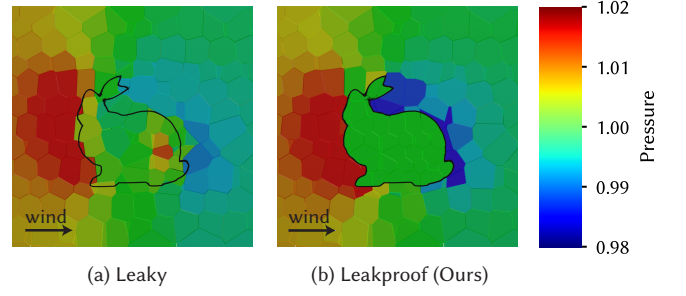 wind
(a) Leaky
wind
(b) Leakproof (Ours)
1.02
1.01
1.00
0.99
0.98
Pressure